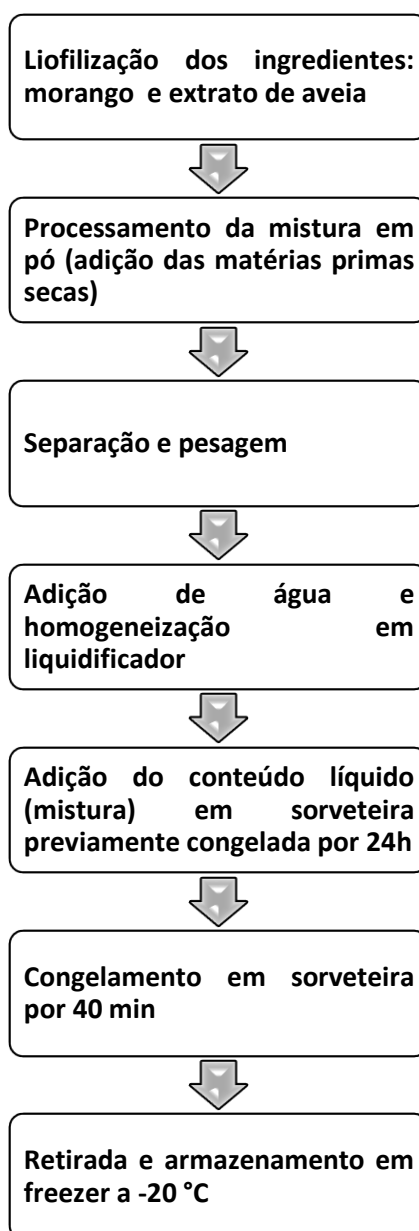 Liofilização dos ingredientes:
morango e extrato de aveia
Processamento da mistura em
pó (adição das matérias primas
secas)
Separação e pesagem
Adição de água e
homogeneização em
liquidificador
Adição do conteúdo líquido
(mistura) em sorveteira
previamente congelada por 24h
Congelamento em sorveteira
por 40 min
Retirada e armazenamento em
freezer a -20 °C